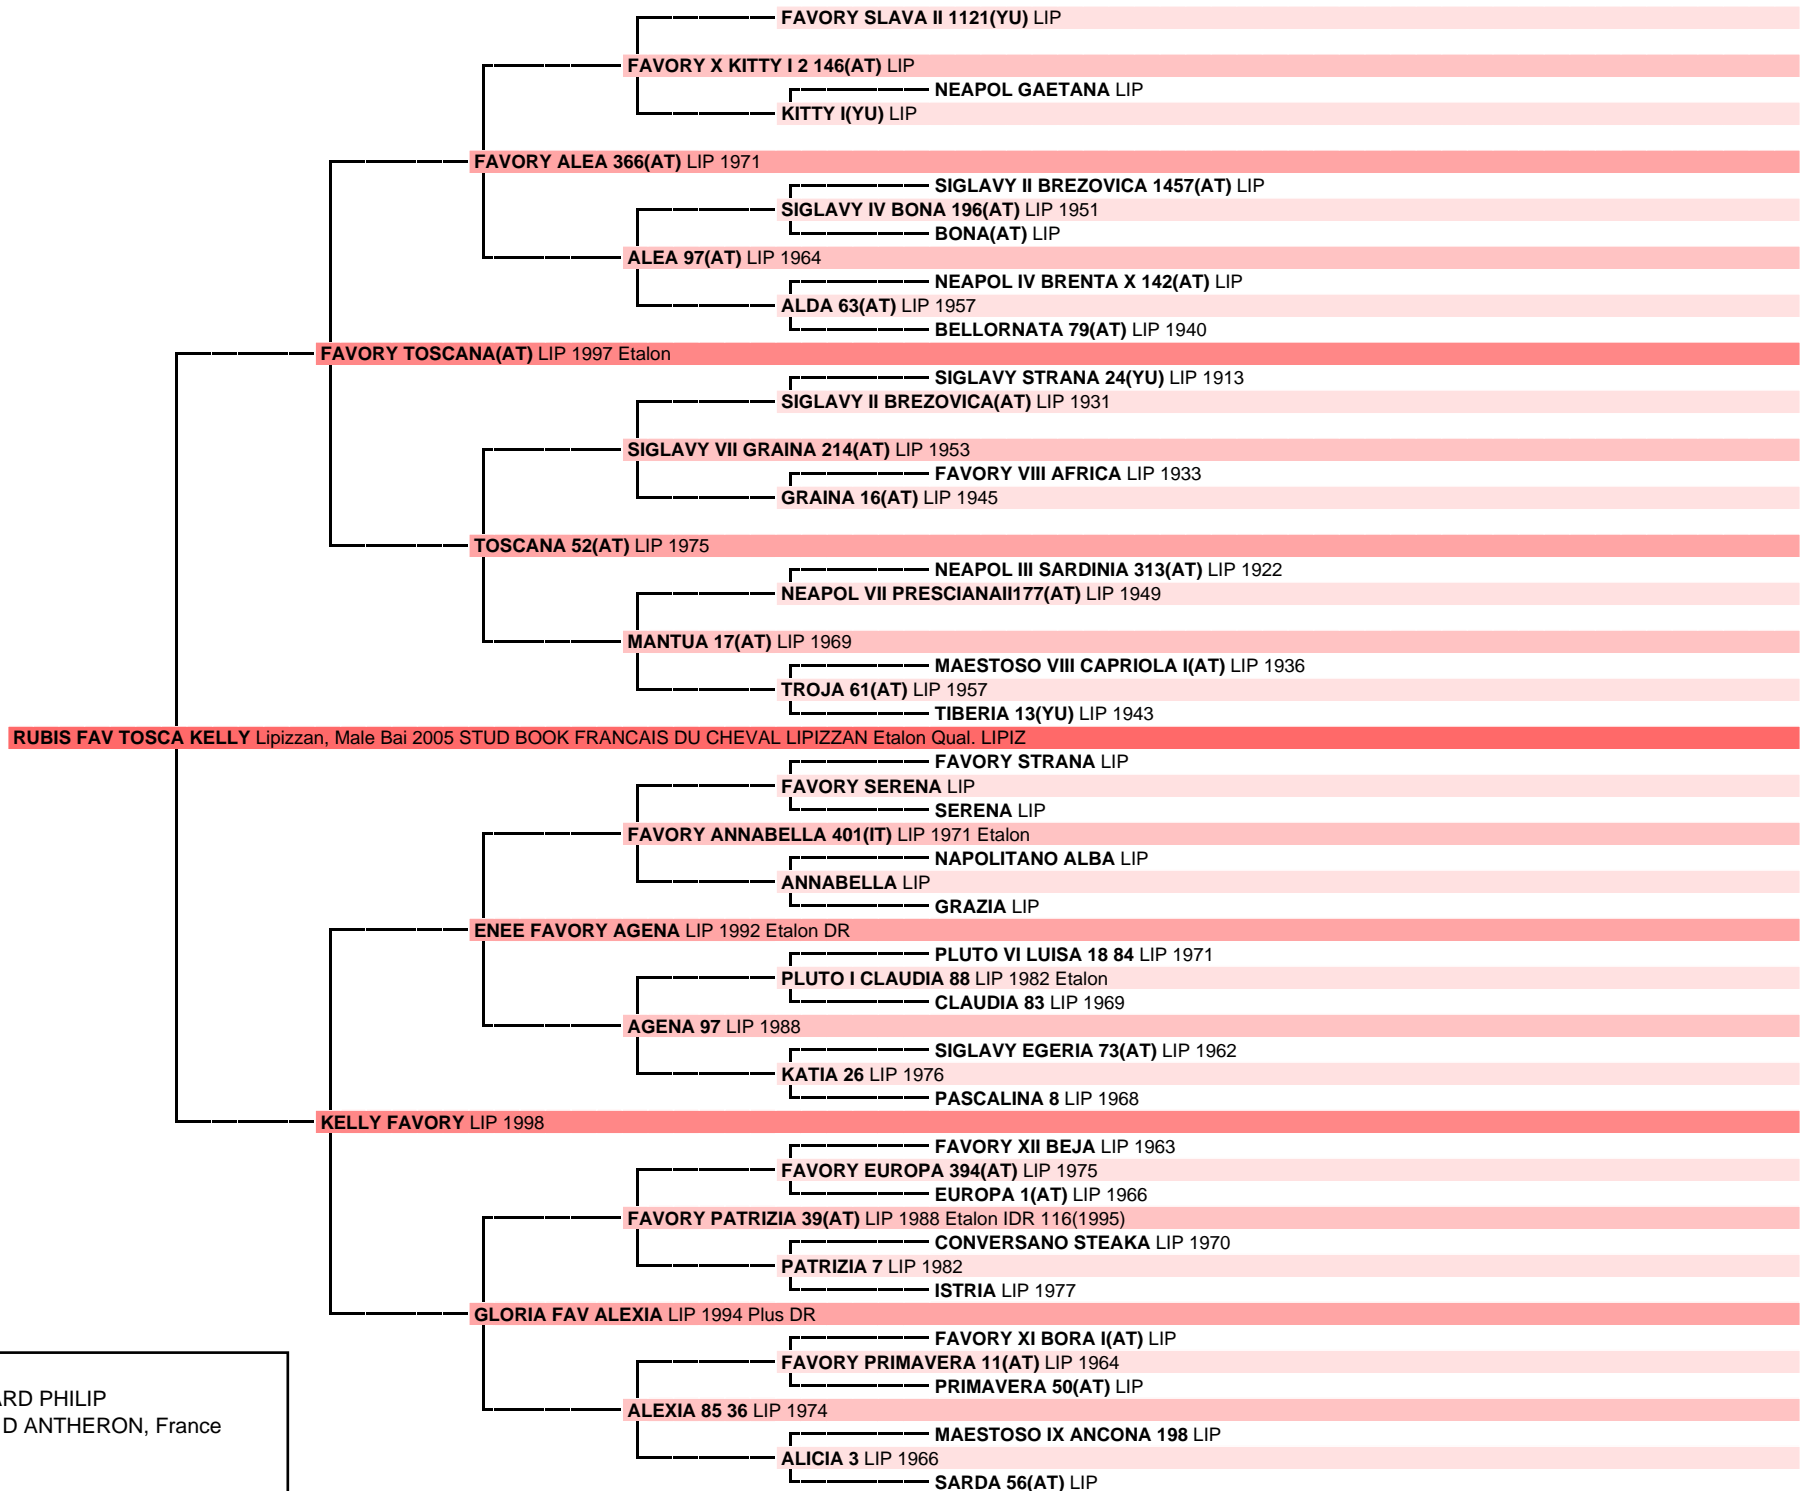 FAVORY SLAVA II 1121(YU) LIP
FAVORY X KITTY I 2 146(AT) LIP
NEAPOL GAETANA LIP
KITTY I(YU) LIP
FAVORY ALEA 366(AT) LIP 1971
SIGLAVY II BREZOVICA 1457(AT) LIP
SIGLAVY IV BONA 196(AT) LIP 1951
BONA(AT) LIP
ALEA 97(AT) LIP 1964
NEAPOL IV BRENTA X 142(AT) LIP
ALDA 63(AT) LIP 1957
BELLORNATA 79(AT) LIP 1940
FAVORY TOSCANA(AT) LIP 1997 Etalon
SIGLAVY STRANA 24(YU) LIP 1913
SIGLAVY II BREZOVICA(AT) LIP 1931
SIGLAVY VII GRAINA 214(AT) LIP 1953
FAVORY VIII AFRICA LIP 1933
GRAINA 16(AT) LIP 1945
TOSCANA 52(AT) LIP 1975
NEAPOL III SARDINIA 313(AT) LIP 1922
NEAPOL VII PRESCIANAII177(AT) LIP 1949
MANTUA 17(AT) LIP 1969
MAESTOSO VIII CAPRIOLA I(AT) LIP 1936
TROJA 61(AT) LIP 1957
TIBERIA 13(YU) LIP 1943
RUBIS FAV TOSCA KELLY Lipizzan, Male Bai 2005 STUD BOOK FRANCAIS DU CHEVAL LIPIZZAN Etalon Qual. LIPIZ
FAVORY STRANA LIP
FAVORY SERENA LIP
SERENA LIP
FAVORY ANNABELLA 401(IT) LIP 1971 Etalon
NAPOLITANO ALBA LIP
ANNABELLA LIP
GRAZIA LIP
ENEE FAVORY AGENA LIP 1992 Etalon DR
PLUTO VI LUISA 18 84 LIP 1971
PLUTO I CLAUDIA 88 LIP 1982 Etalon
CLAUDIA 83 LIP 1969
AGENA 97 LIP 1988
SIGLAVY EGERIA 73(AT) LIP 1962
KATIA 26 LIP 1976
PASCALINA 8 LIP 1968
KELLY FAVORY LIP 1998
FAVORY XII BEJA LIP 1963
FAVORY EUROPA 394(AT) LIP 1975
EUROPA 1(AT) LIP 1966
FAVORY PATRIZIA 39(AT) LIP 1988 Etalon IDR 116(1995)
CONVERSANO STEAKA LIP 1970
PATRIZIA 7 LIP 1982
ISTRIA LIP 1977
GLORIA FAV ALEXIA LIP 1994 Plus DR
FAVORY XI BORA I(AT) LIP
FAVORY PRIMAVERA 11(AT) LIP 1964
PRIMAVERA 50(AT) LIP
ALEXIA 85 36 LIP 1974
MAESTOSO IX ANCONA 198 LIP
ALICIA 3 LIP 1966
SARDA 56(AT) LIP
ARD PHILIP
D ANTHERON, France